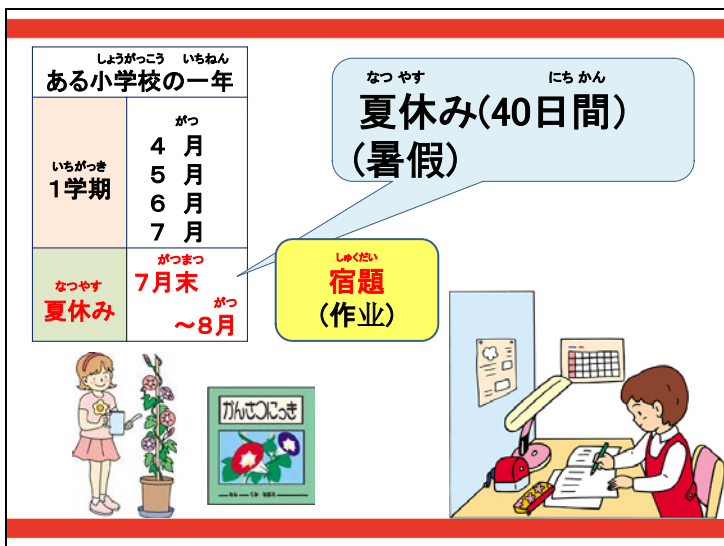 しょうがっこう　いちねん
ある小学校の一年
いちがっき
1学期
がつ
４　月
５　月
６　月
７　月
なつやす
夏休み
がつまつ
７月末
がつ
～８月
なつ やす　にち かん
夏休み(40日間)
(暑假)
しゅくだい
宿題
(作业)
かんさつにっき